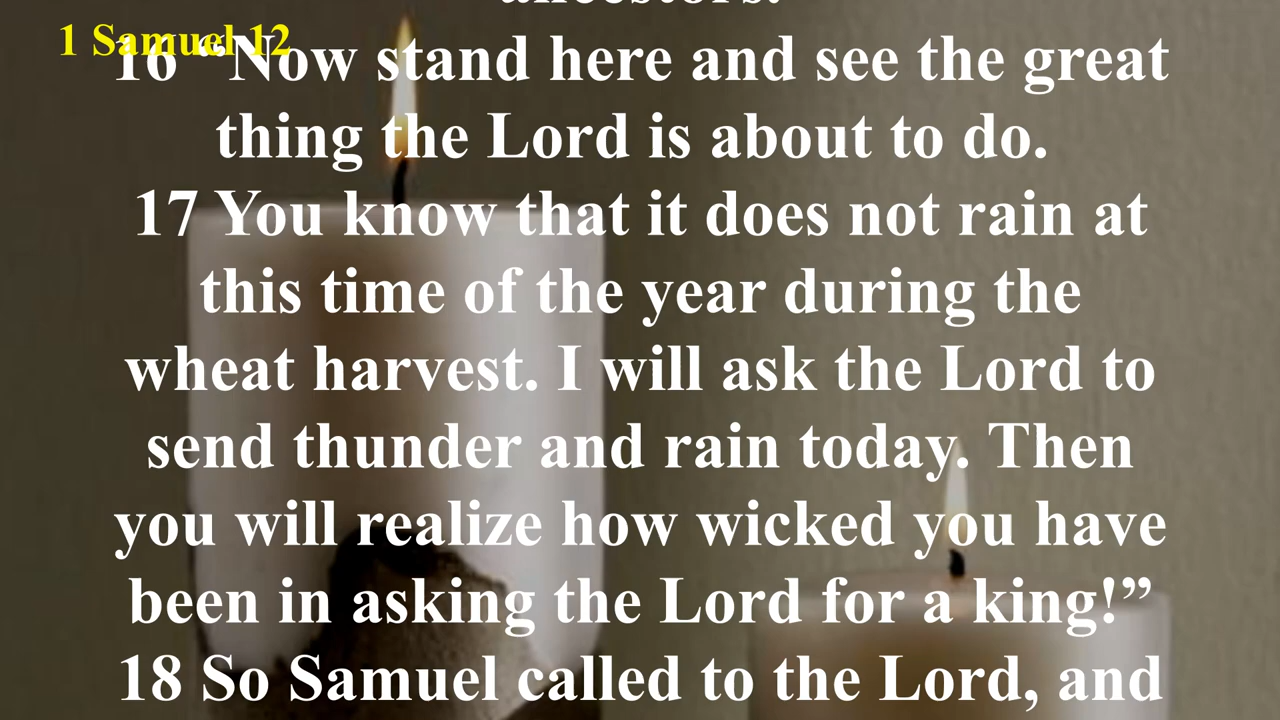 ancestors.
1 Samuel 12
16 “Now stand here and see the great
thing the Lord is about to do.
17 You know that it does not rain at
this time of the year during the
wheat harvest. I will ask the Lord to
send thunder and rain today. Then
you will realize how wicked you have
been in asking the Lord for a king!”
18 So Samuel called to the Lord, and